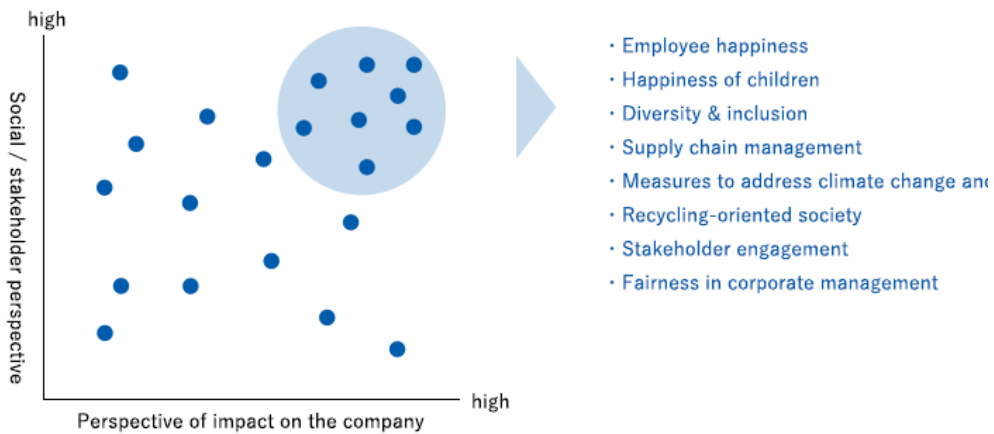 high
Social / stakeholder perspective
high
Perspective of impact on the company
・Employee happiness
・Happiness of children
・Diversity & inclusion
・Supply chain management
・Measures to address climate change and
・Recycling-oriented society
・Stakeholder engagement
・Fairness in corporate management